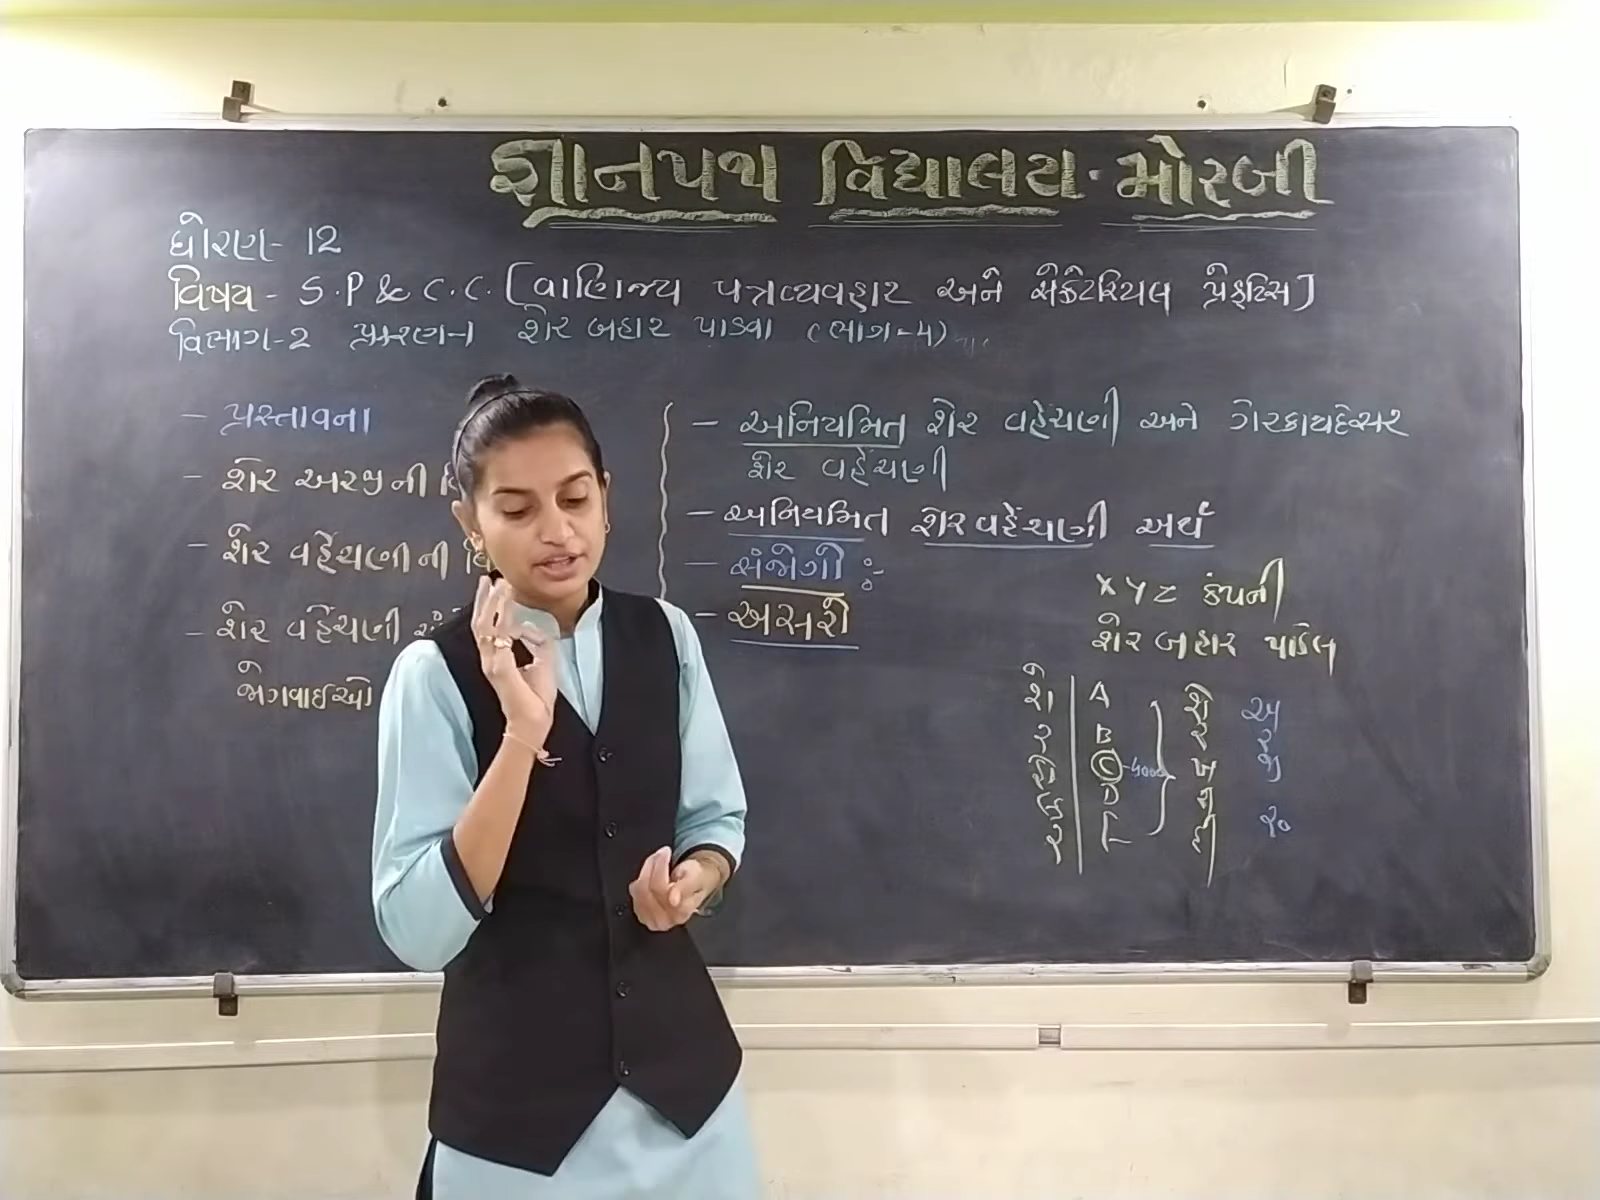 જ્ઞાનપથ વિદ્યાલય - મોરબી
ધોરણ - 12
વિષય - S.P & C.C. [વાણિજ્ય પત્રવ્યવહાર અને સેક્રેટેરિયલ પ્રેક્ટિસ]
વિભાગ-2 પ્રકરણ-1 શેર બહાર પાડવા (ભાગ-4)
– પ્રસ્તાવના
– શેર અરજીની
– શેર વહેંચણીની
– શેર વહેંચણી
જોગવાઈઓ
– અનિયમિત શેર વહેંચણી અને ગેરકાયદેસર
શેર વહેંચણી
– અનિયમિત શેર વહેંચણી અર્થ
– સંજોગો :-
– અસરો
XYZ કંપની
શેર બહાર પાડેલ
A
B
C
D